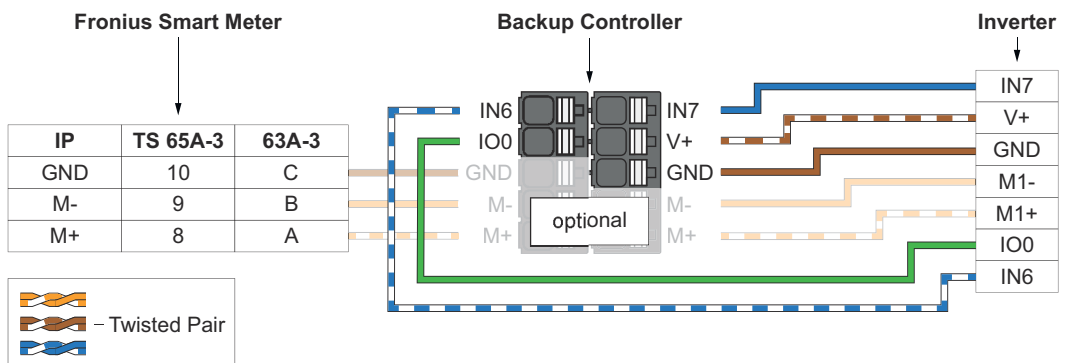 Fronius Smart Meter
Backup Controller
Inverter
IP TS 65A-3 63A-3
GND 10 C
M- 9 B
M+ 8 A
IN6
IO0
GND
M-
M+
optional
IN7
V+
GND
M-
M+
IN7
V+
GND
M1-
M1+
IO0
IN6
– Twisted Pair